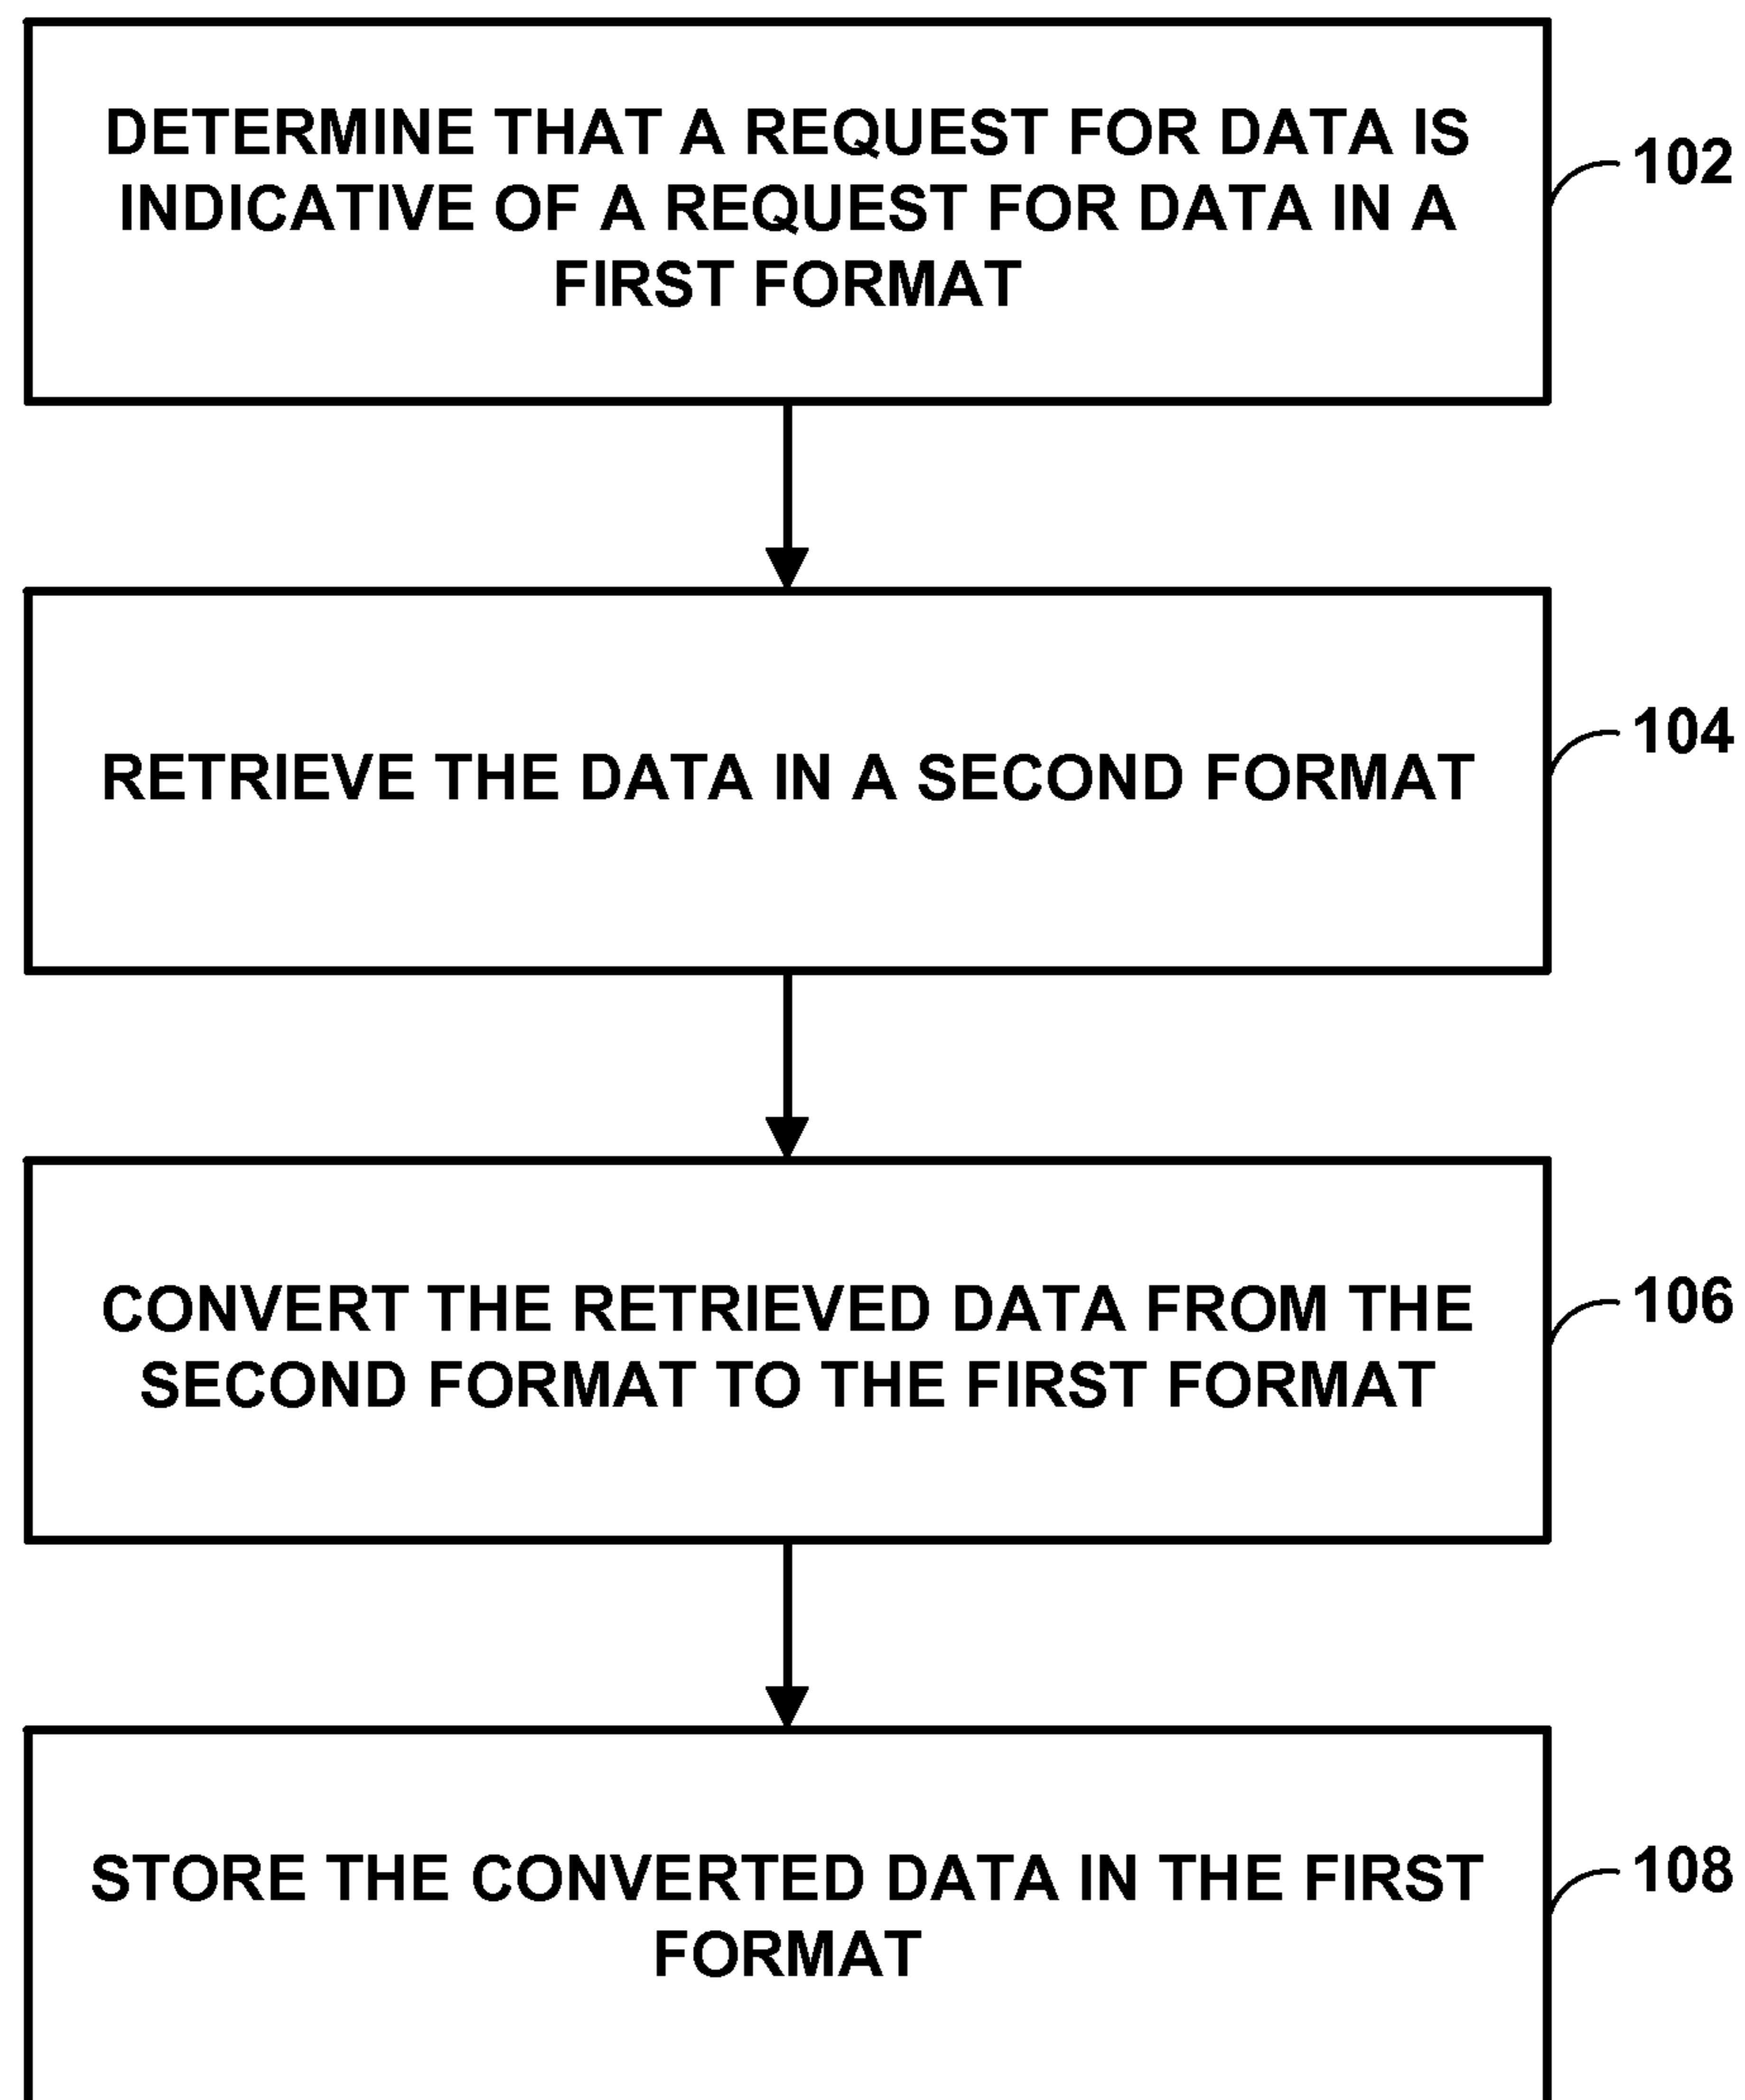 DETERMINE THAT A REQUEST FOR DATA IS
INDICATIVE OF A REQUEST FOR DATA IN A
FIRST FORMAT
102
RETRIEVE THE DATA IN A SECOND FORMAT
104
CONVERT THE RETRIEVED DATA FROM THE
SECOND FORMAT TO THE FIRST FORMAT
106
STORE THE CONVERTED DATA IN THE FIRST
FORMAT
108